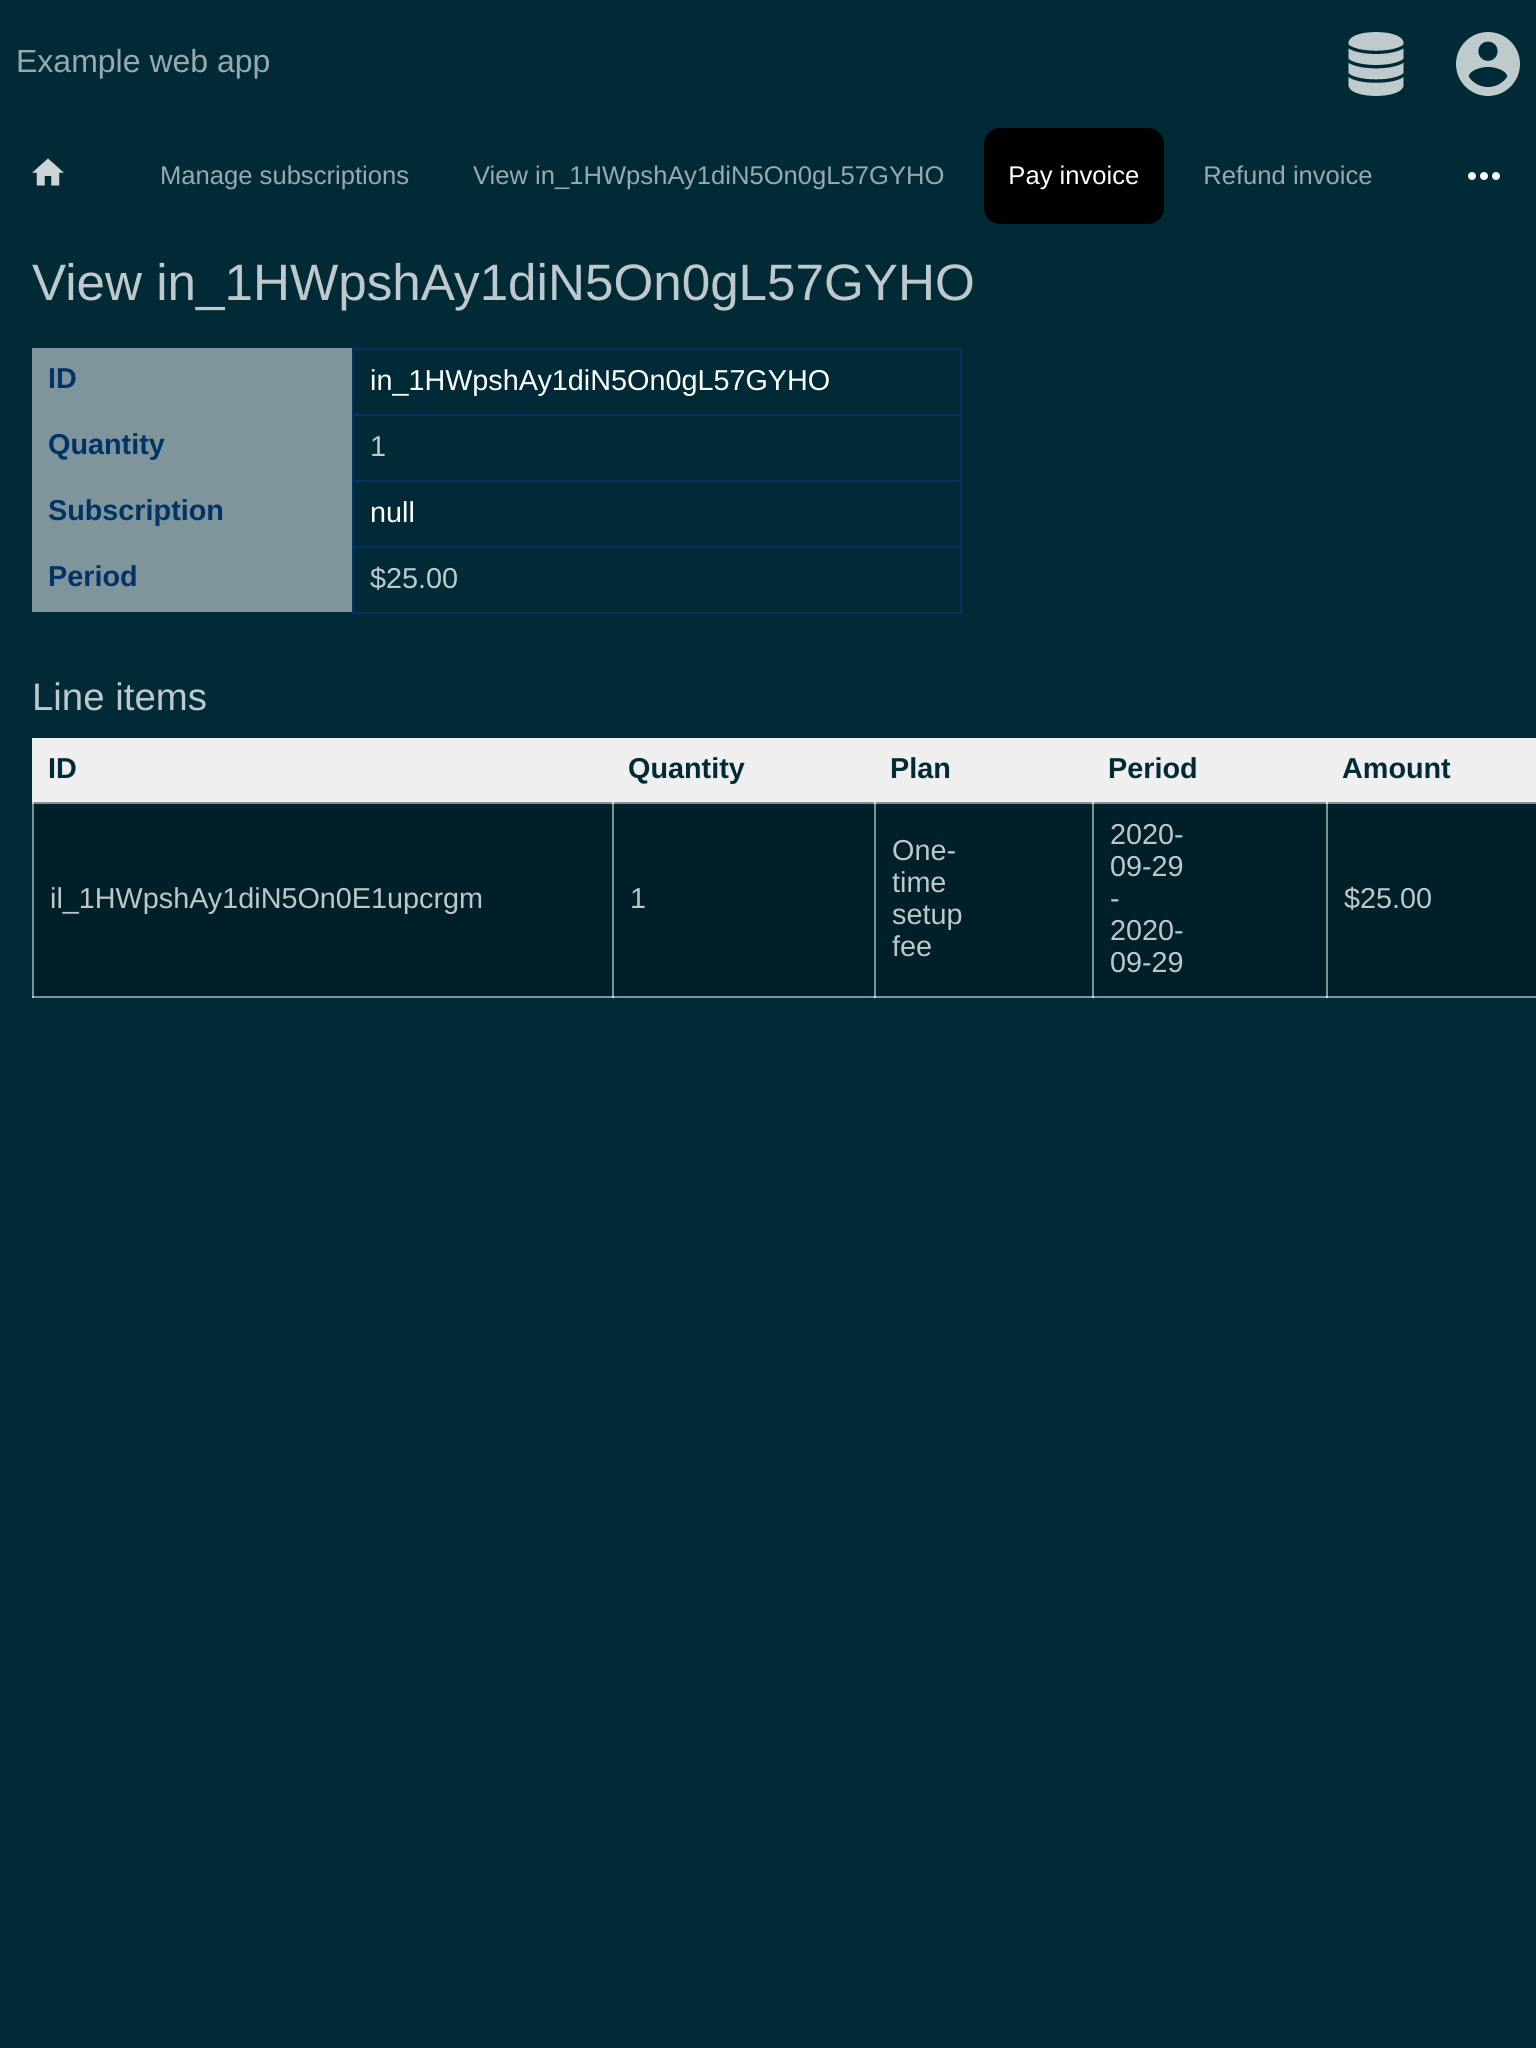 Example web app
Manage subscriptions View in_1HWpshAy1diN5On0gL57GYHO Pay invoice Refund invoice
View in_1HWpshAy1diN5On0gL57GYHO
ID in_1HWpshAy1diN5On0gL57GYHO
Quantity 1
Subscription null
Period $25.00
Line items
ID Quantity Plan Period Amount
il_1HWpshAy1diN5On0E1upcrgm 1 One-
time
setup
fee
2020-
09-29
-
2020-
09-29
$25.00